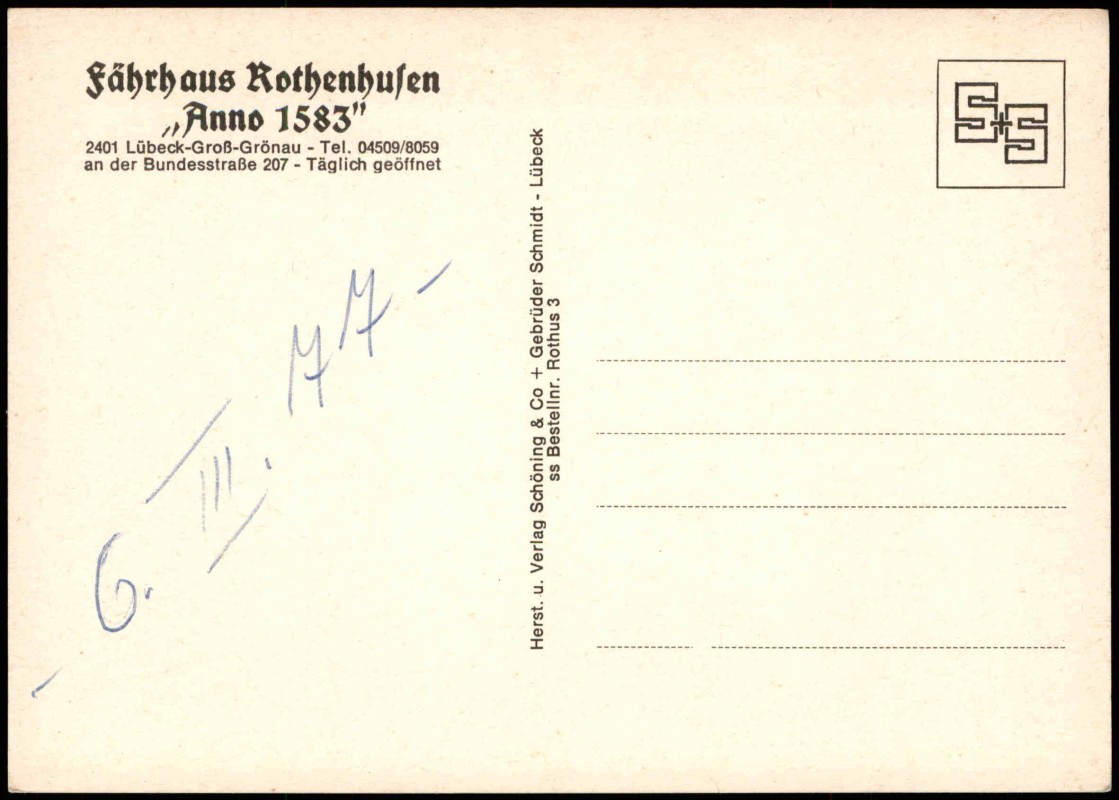 Fährhaus Rothenhusen
„Anno 1583”
2401 Lübeck-Groß-Grönau - Tel. 04509/8059
an der Bundesstraße 207 - Täglich geöffnet
- 6. III. 77 -
Herst. u. Verlag Schöning & Co + Gebrüder Schmidt - Lübeck
ss Bestellnr. Rothus 3
S+S